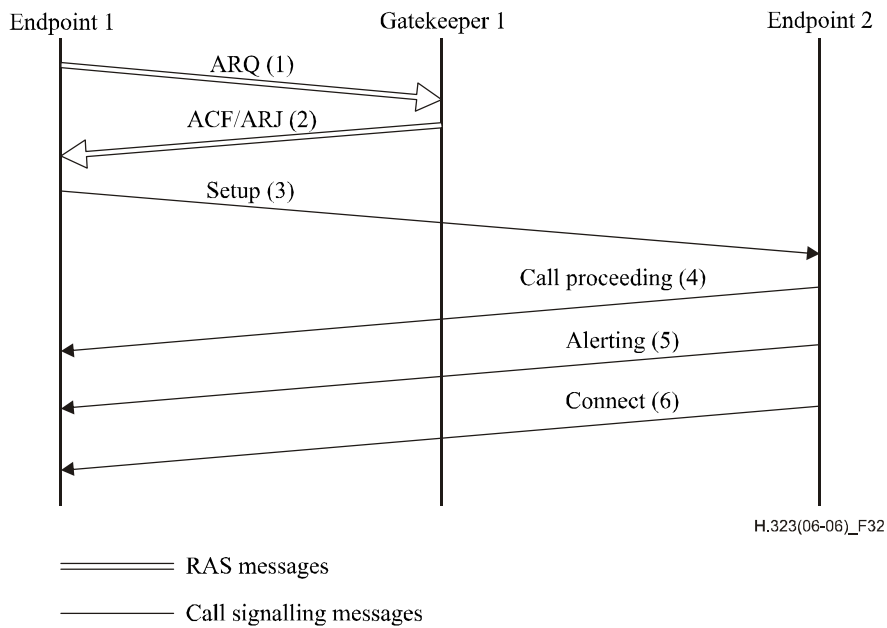 Endpoint 1
Gatekeeper 1
Endpoint 2
ARQ (1)
ACF/ARJ (2)
Setup (3)
Call proceeding (4)
Alerting (5)
Connect (6)
H.323(06-06)_F32
RAS messages
Call signalling messages